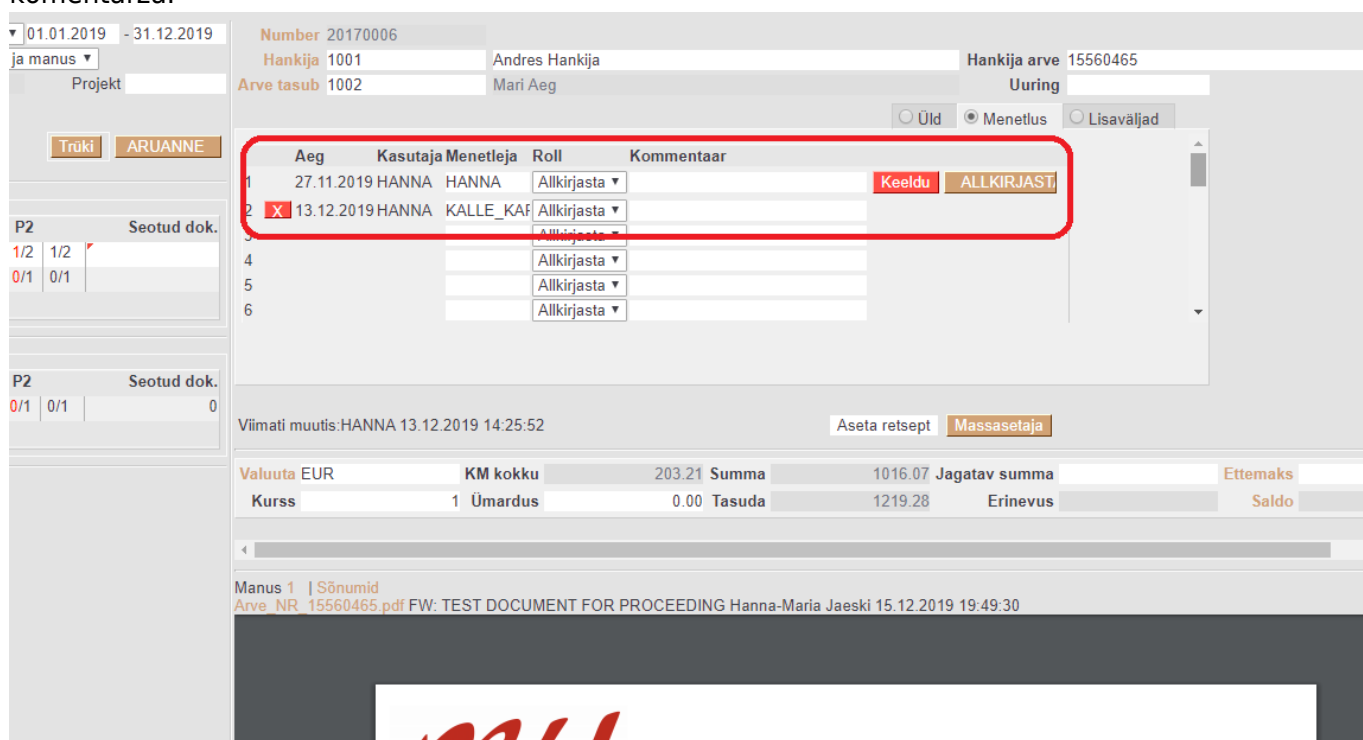 01.01.2019 - 31.12.2019
ja manus
Projekt
Trüki ARUANNE
P2 Seotud dok.
1/2 1/2
0/1 0/1
P2 Seotud dok.
0/1 0/1 0
Number 20170006
Hankija 1001 Andres Hankija Hankija arve 15560465
Arve tasub 1002 Mari Aeg Uuring
Üld Menetlus Lisaväljad
Aeg Kasutaja Menetleja Roll Kommentaar
1 27.11.2019 HANNA HANNA Allkirjasta Keeldu ALLKIRJASTA
2 X 13.12.2019 HANNA KALLE_KAF Allkirjasta
3 Allkirjasta
4 Allkirjasta
5 Allkirjasta
6 Allkirjasta
Viimati muutis:HANNA 13.12.2019 14:25:52 Aseta retsept Massasetaja
Valuuta EUR KM kokku 203.21 Summa 1016.07 Jagatav summa Ettemaks
Kurss 1 Ümardus 0.00 Tasuda 1219.28 Erinevus Saldo
Manus 1 | Sõnumid
Arve_NR_15560465.pdf FW: TEST DOCUMENT FOR PROCEEDING Hanna-Maria Jaeski 15.12.2019 19:49:30